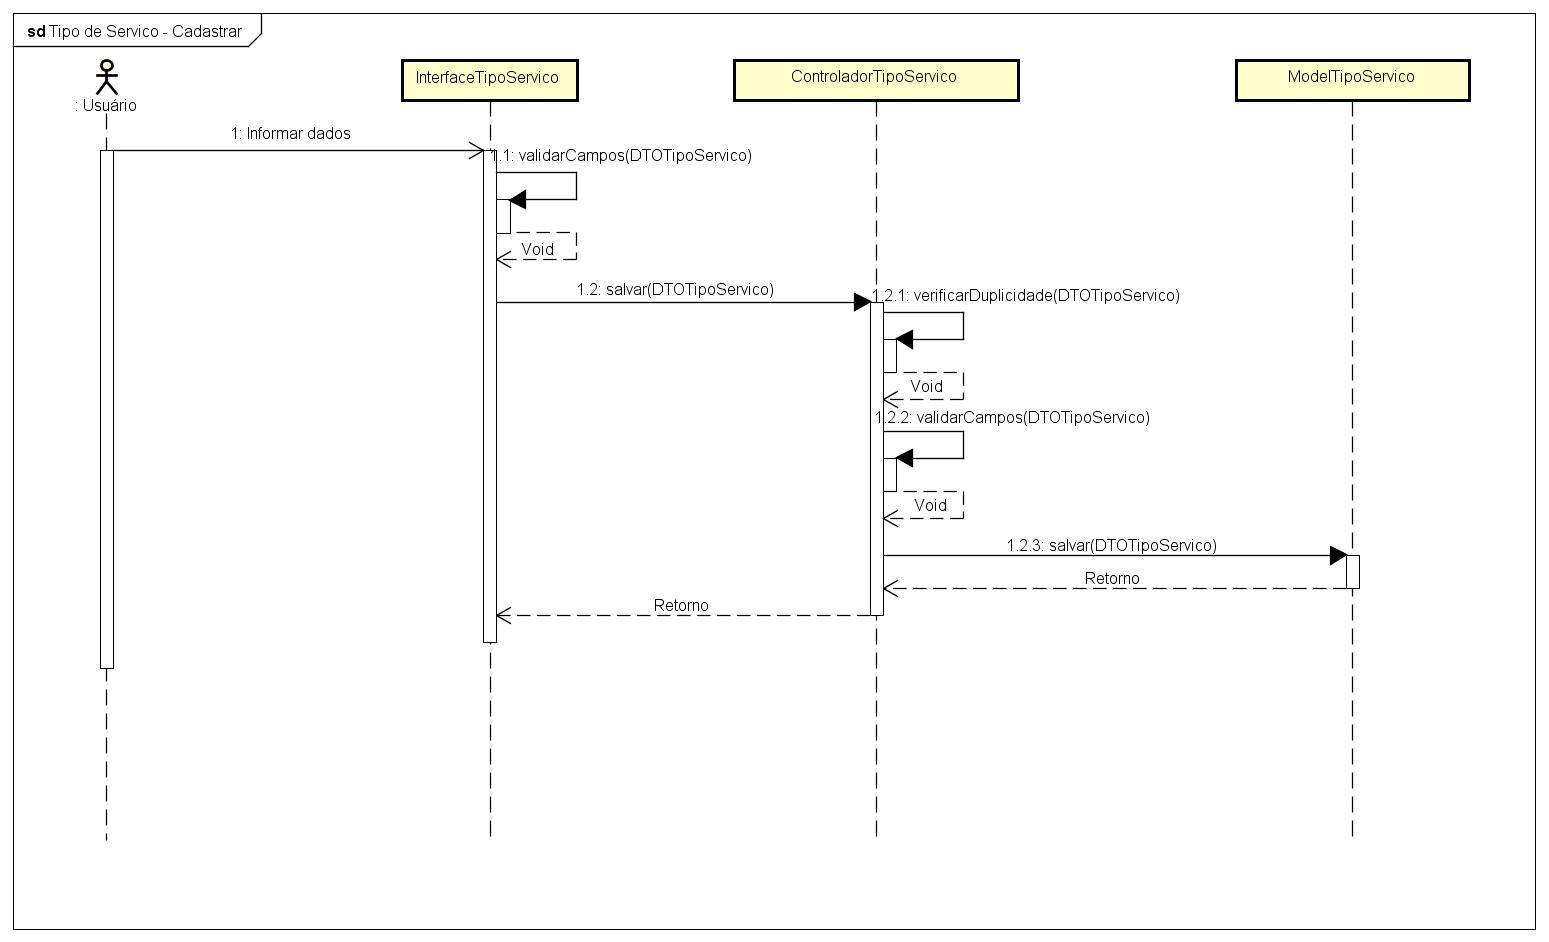 sd Tipo de Servico - Cadastrar
: Usuário
InterfaceTipoServico
ControladorTipoServico
ModelTipoServico
1: Informar dados
1.1: validarCampos(DTOTipoServico)
Void
1.2: salvar(DTOTipoServico)
1.2.1: verificarDuplicidade(DTOTipoServico)
Void
1.2.2: validarCampos(DTOTipoServico)
Void
1.2.3: salvar(DTOTipoServico)
Retorno
Retorno